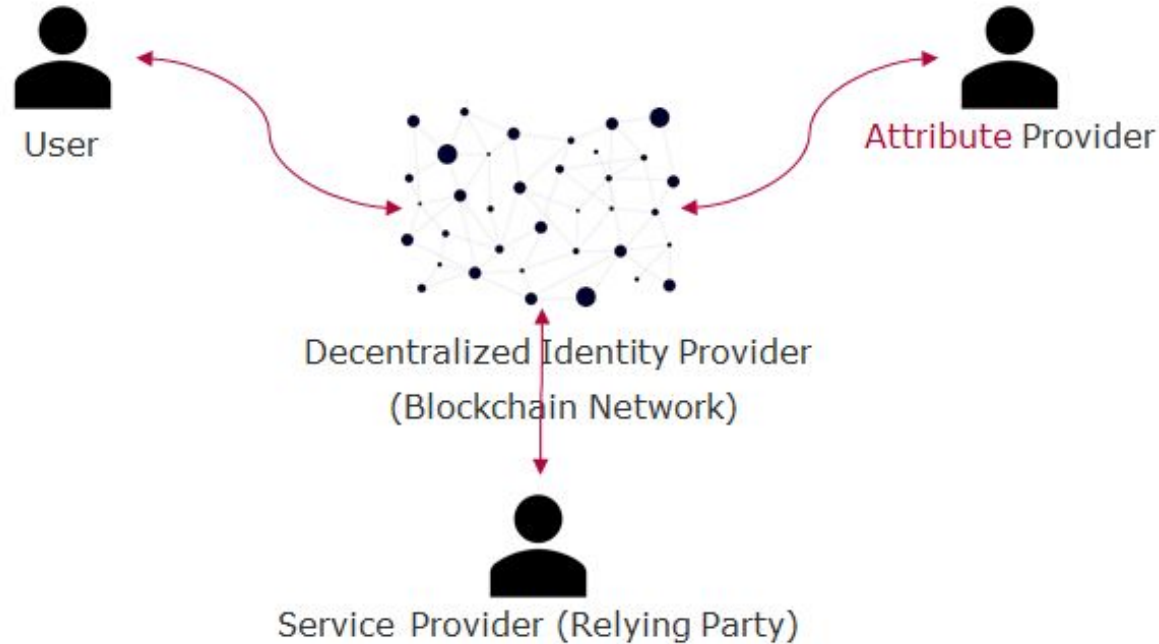 User
Attribute Provider
Decentralized Identity Provider
(Blockchain Network)
Service Provider (Relying Party)